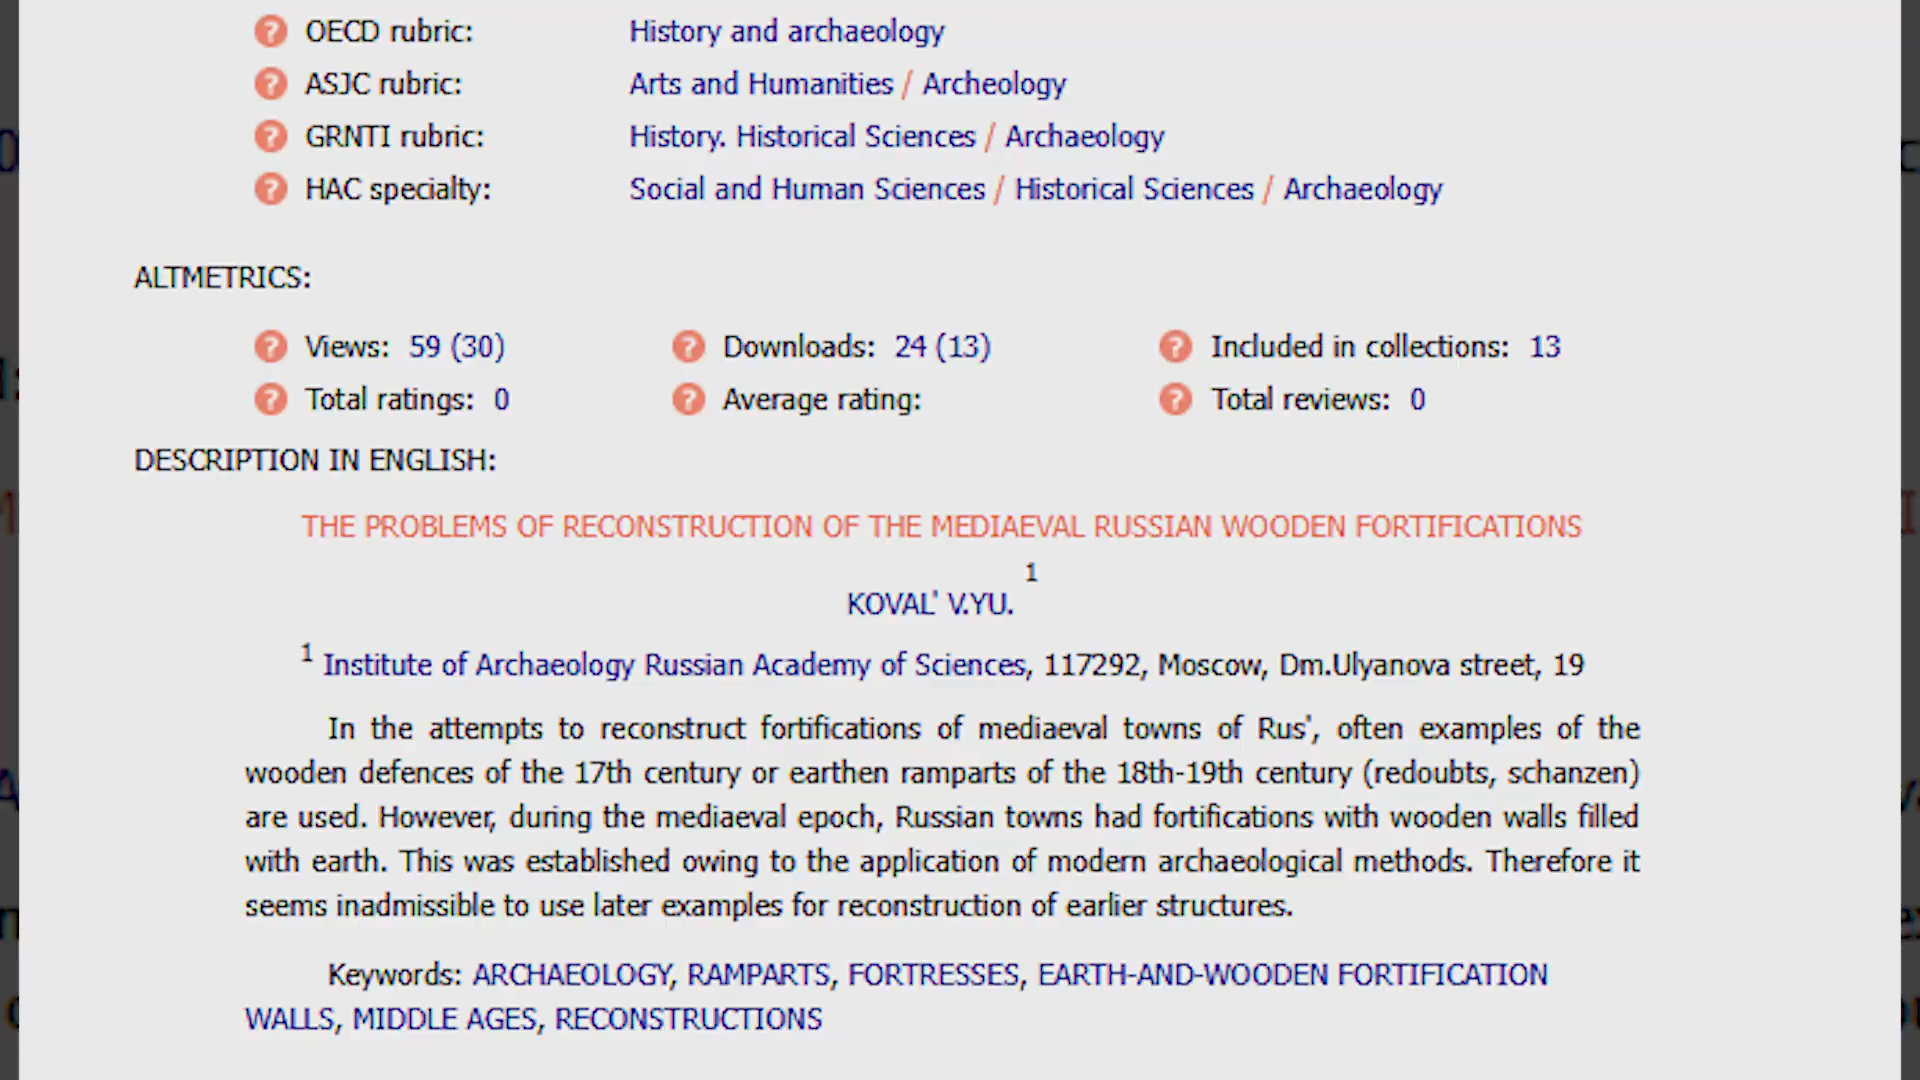 OECD rubric: History and archaeology
ASJC rubric: Arts and Humanities / Archeology
GRNTI rubric: History. Historical Sciences / Archaeology
HAC specialty: Social and Human Sciences / Historical Sciences / Archaeology
ALTMETRICS:
Views: 59 (30) Downloads: 24 (13) Included in collections: 13
Total ratings: 0 Average rating: Total reviews: 0
DESCRIPTION IN ENGLISH:
THE PROBLEMS OF RECONSTRUCTION OF THE MEDIAEVAL RUSSIAN WOODEN FORTIFICATIONS
KOVAL' V.YU. 1
1 Institute of Archaeology Russian Academy of Sciences, 117292, Moscow, Dm.Ulyanova street, 19
In the attempts to reconstruct fortifications of mediaeval towns of Rus', often examples of the
wooden defences of the 17th century or earthen ramparts of the 18th-19th century (redoubts, schanzen)
are used. However, during the mediaeval epoch, Russian towns had fortifications with wooden walls filled
with earth. This was established owing to the application of modern archaeological methods. Therefore it
seems inadmissible to use later examples for reconstruction of earlier structures.
Keywords: ARCHAEOLOGY, RAMPARTS, FORTRESSES, EARTH-AND-WOODEN FORTIFICATION
WALLS, MIDDLE AGES, RECONSTRUCTIONS